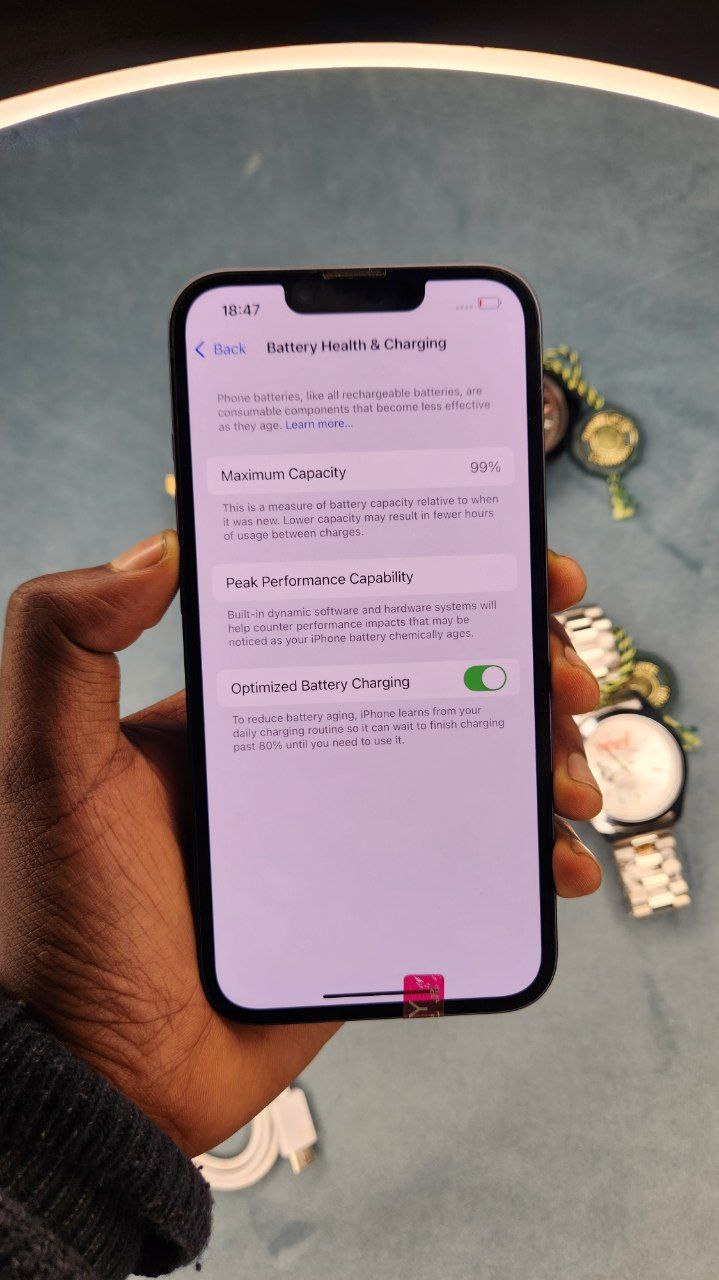 18:47
Back
Battery Health & Charging
Phone batteries, like all rechargeable batteries, are
consumable components that become less effective
as they age. Learn more...
Maximum Capacity 99%
This is a measure of battery capacity relative to when
it was new. Lower capacity may result in fewer hours
of usage between charges.
Peak Performance Capability
Built-in dynamic software and hardware systems will
help counter performance impacts that may be
noticed as your iPhone battery chemically ages.
Optimized Battery Charging
To reduce battery aging, iPhone learns from your
daily charging routine so it can wait to finish charging
past 80% until you need to use it.